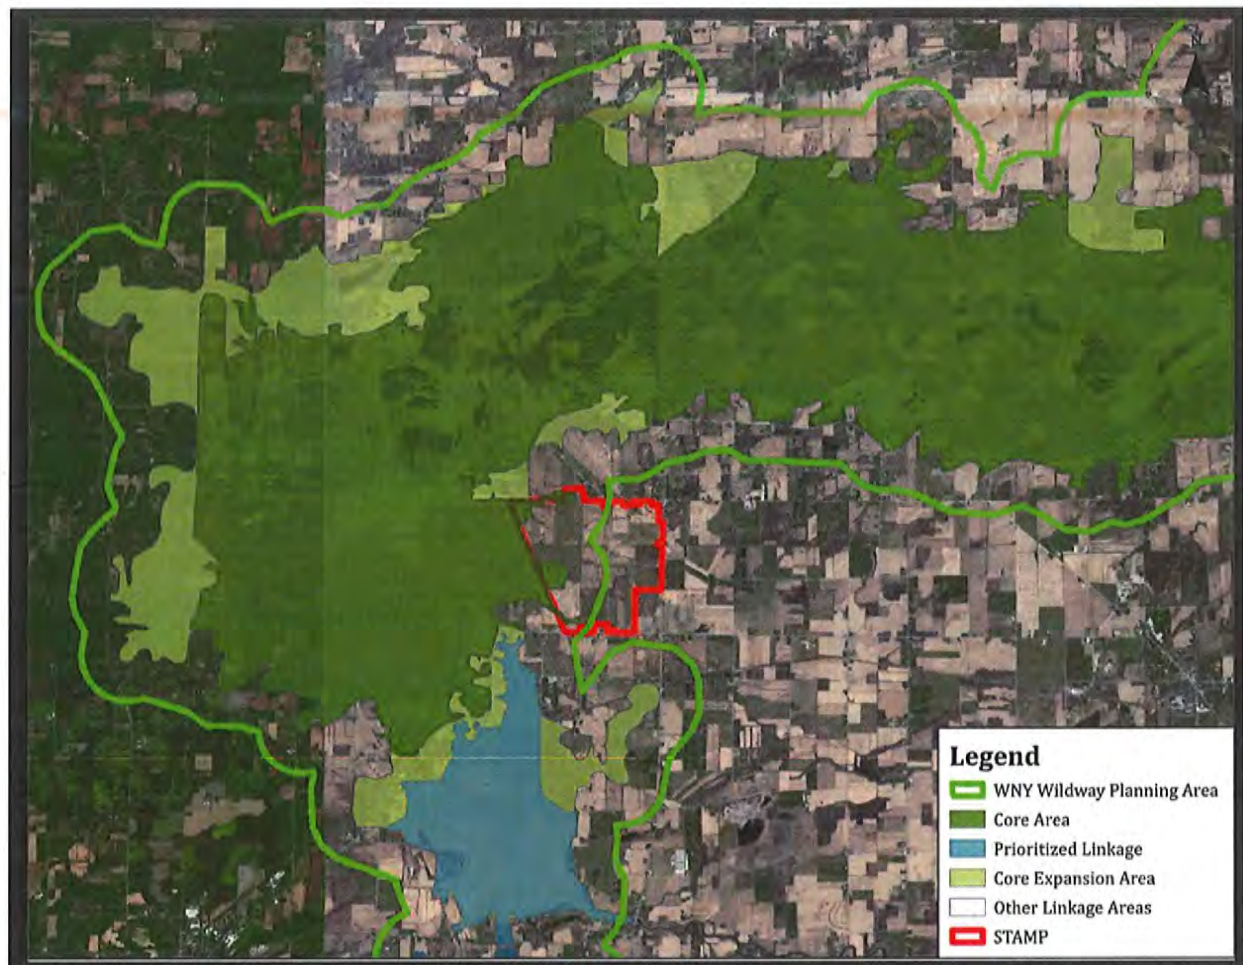 Legend
WNY Wildway Planning Area
Core Area
Prioritized Linkage
Core Expansion Area
Other Linkage Areas
STAMP